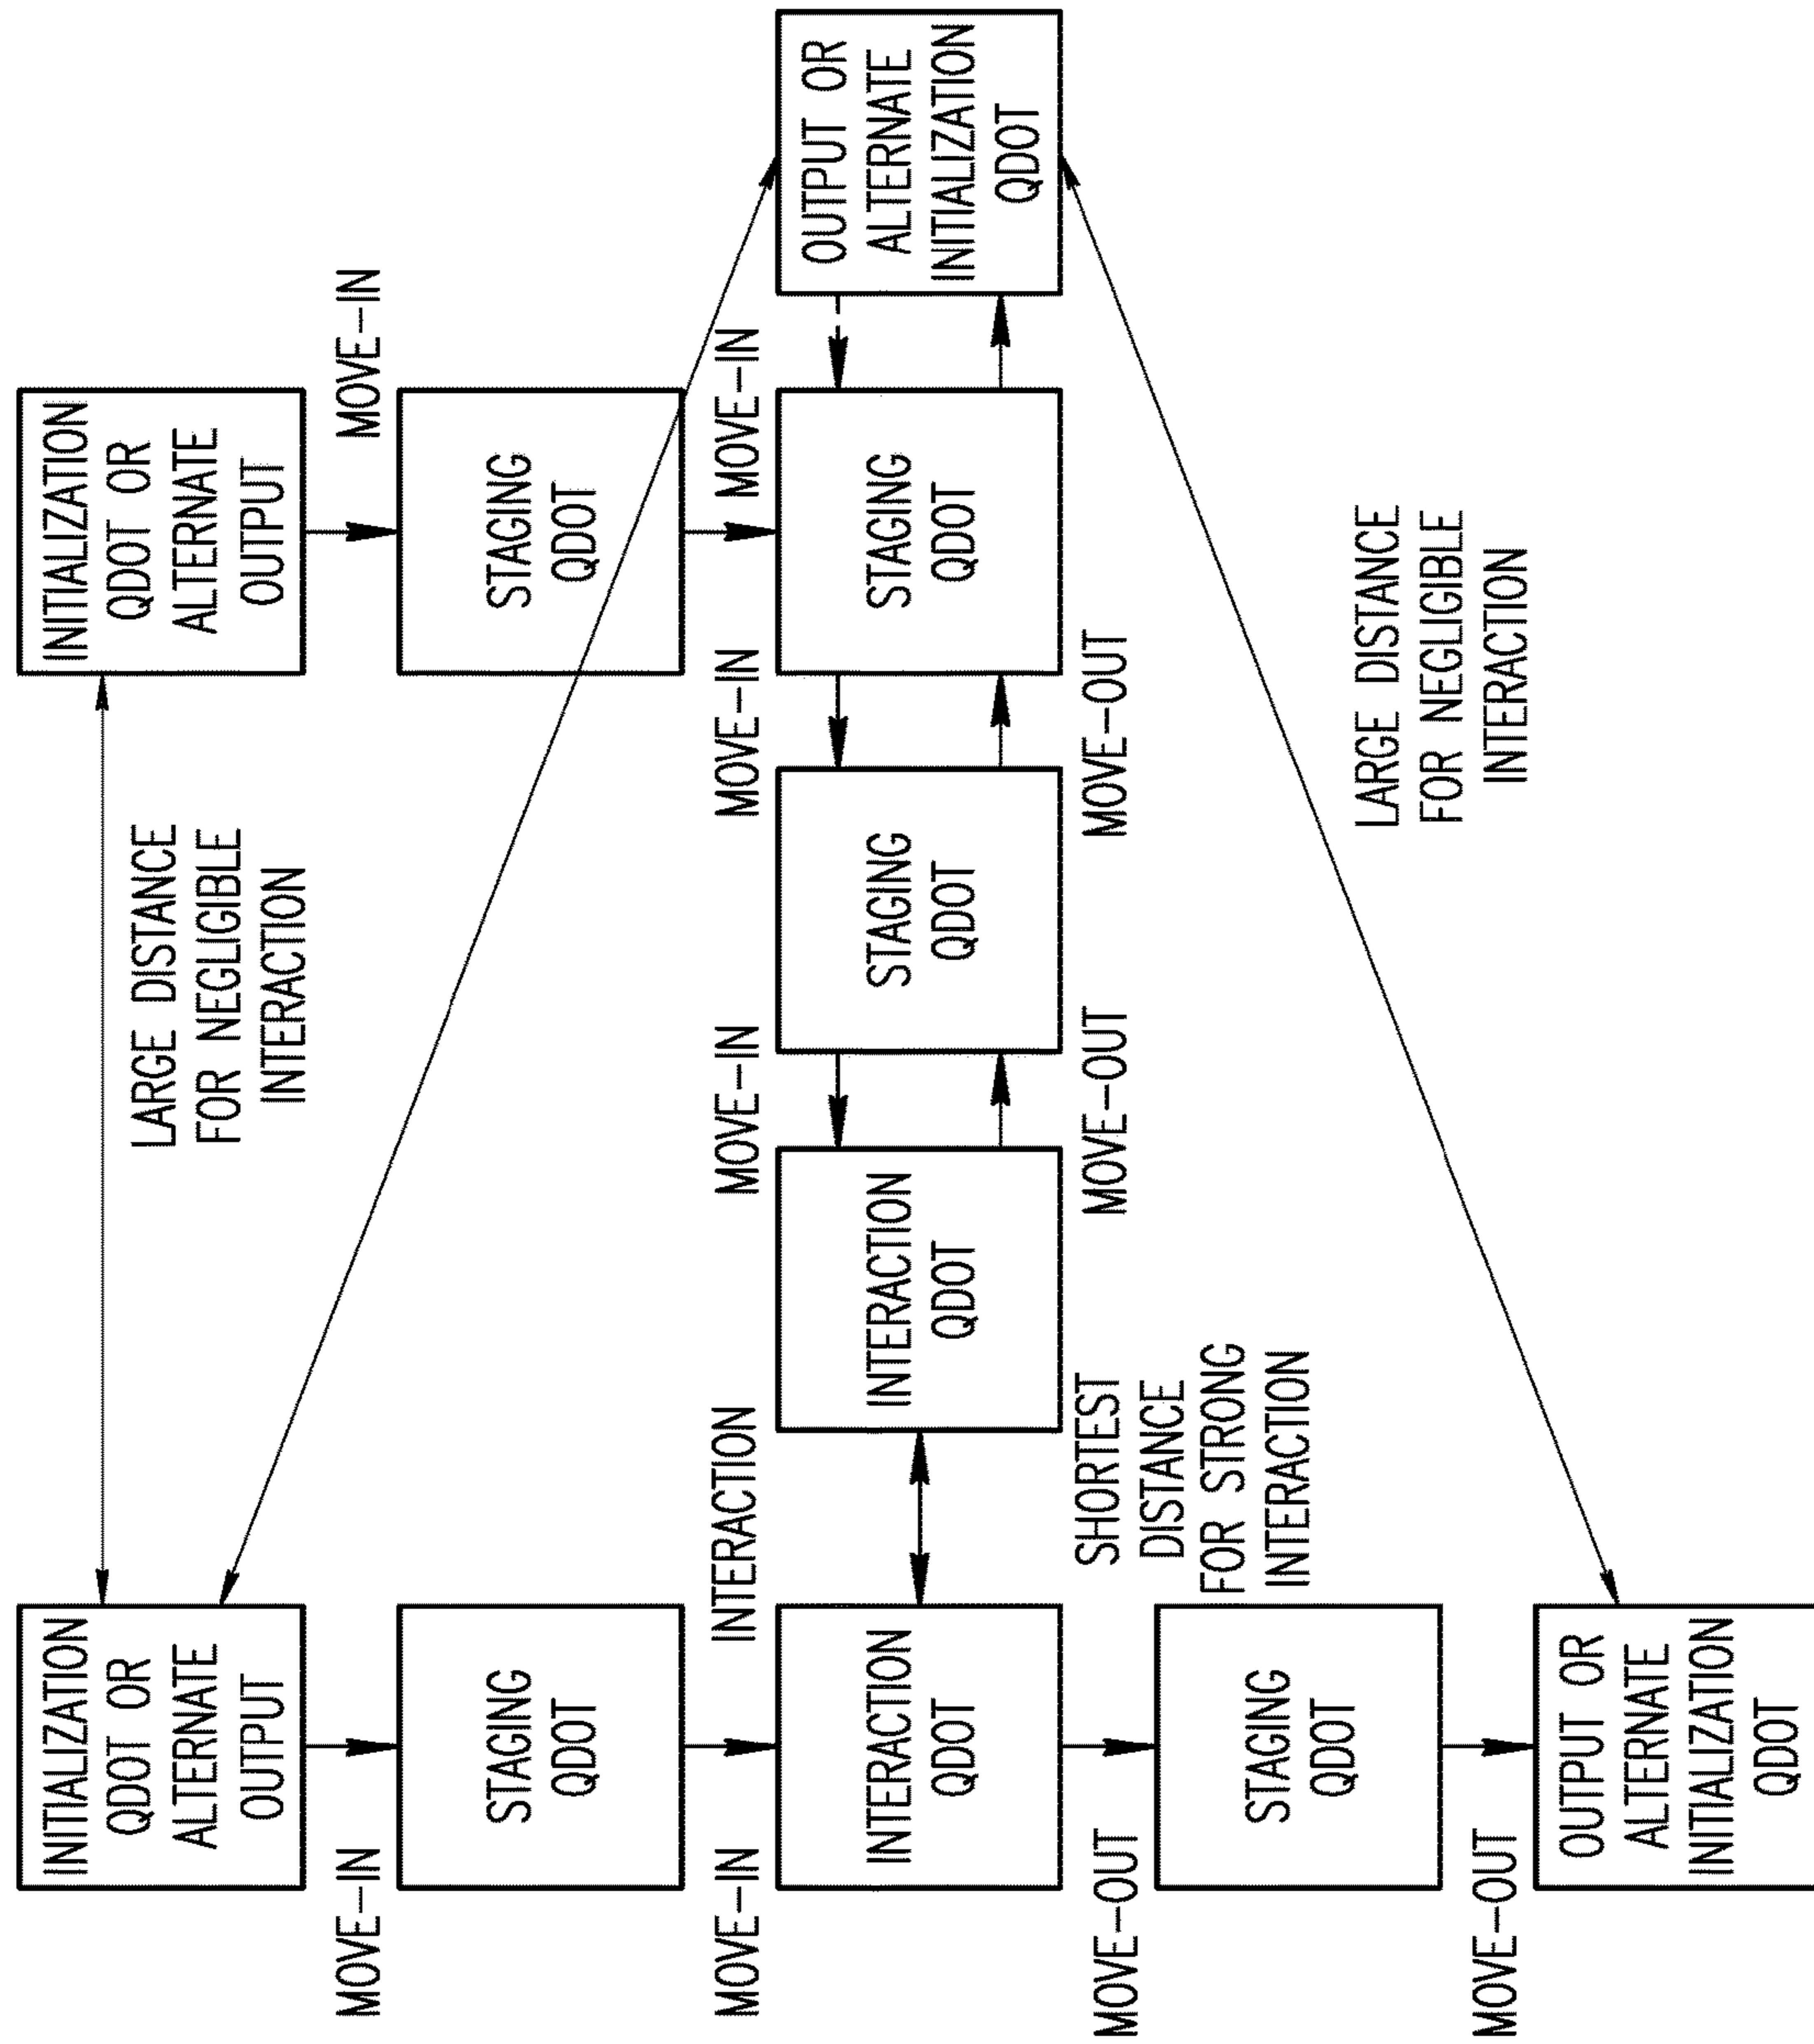 INITIALIZATION
QDOT OR
ALTERNATE
OUTPUT
LARGE DISTANCE
FOR NEGLIGIBLE
INTERACTION
INITIALIZATION
QDOT OR
ALTERNATE
OUTPUT
MOVE-IN
MOVE-IN
STAGING
QDOT
STAGING
QDOT
MOVE-IN
INTERACTION
MOVE-IN
MOVE-IN
MOVE-IN
INTERACTION
QDOT
INTERACTION
QDOT
STAGING
QDOT
STAGING
QDOT
OUTPUT OR
ALTERNATE
INITIALIZATION
QDOT
MOVE-OUT
SHORTEST
DISTANCE
FOR STRONG
INTERACTION
MOVE-OUT
MOVE-OUT
STAGING
QDOT
LARGE DISTANCE
FOR NEGLIGIBLE
INTERACTION
MOVE-OUT
OUTPUT OR
ALTERNATE
INITIALIZATION
QDOT